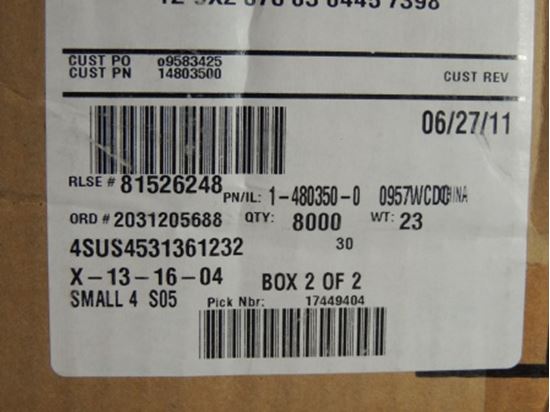 CUST PO o9583425
CUST PN 14803500 CUST REV
06/27/11
RLSE # 81526248 PN/IL: 1-480350-0
ORD # 2031205688 QTY: 8000 WT: 23
4SUS4531361232 30
X-13-16-04 BOX 2 OF 2
SMALL 4 S05 Pick Nbr: 17449404